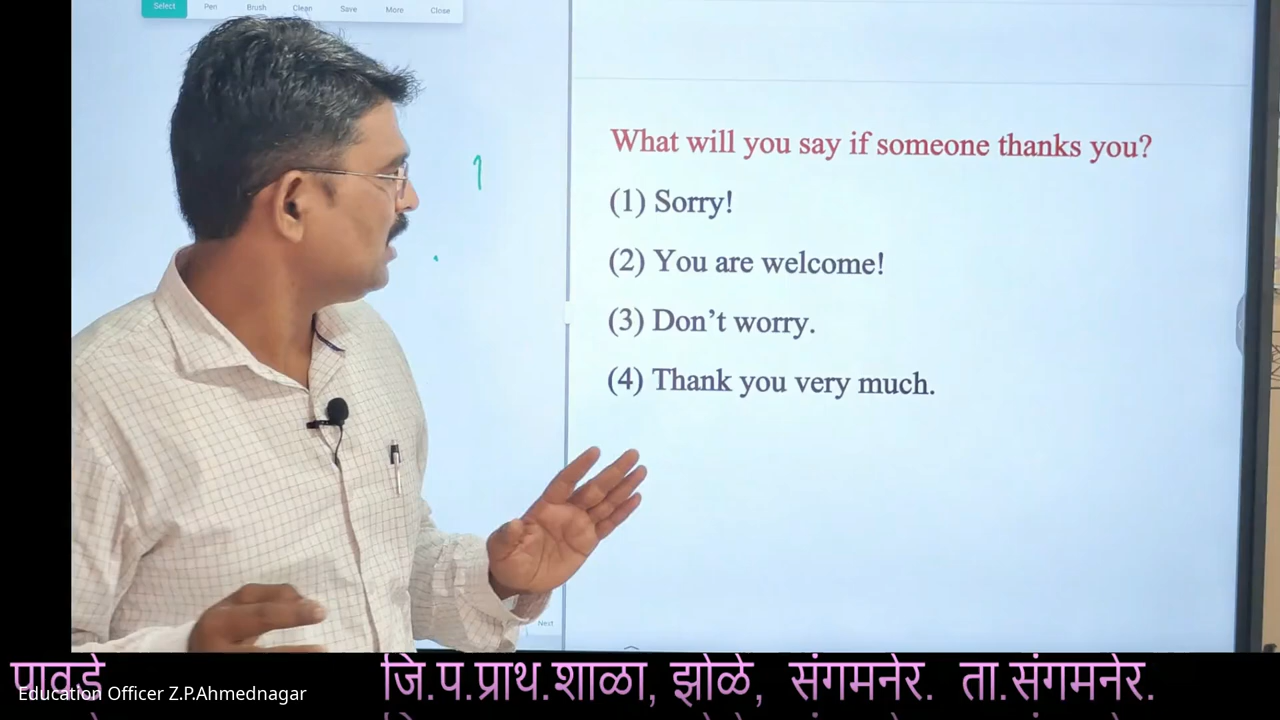 Select Pen Brush Clean Save More Close
What will you say if someone thanks you?
(1) Sorry!
(2) You are welcome!
(3) Don’t worry.
(4) Thank you very much.
Next
पावडे जि.प.प्राथ.शाळा, झोळे, संगमनेर. ता.संगमनेर.
Education Officer Z.P.Ahmednagar